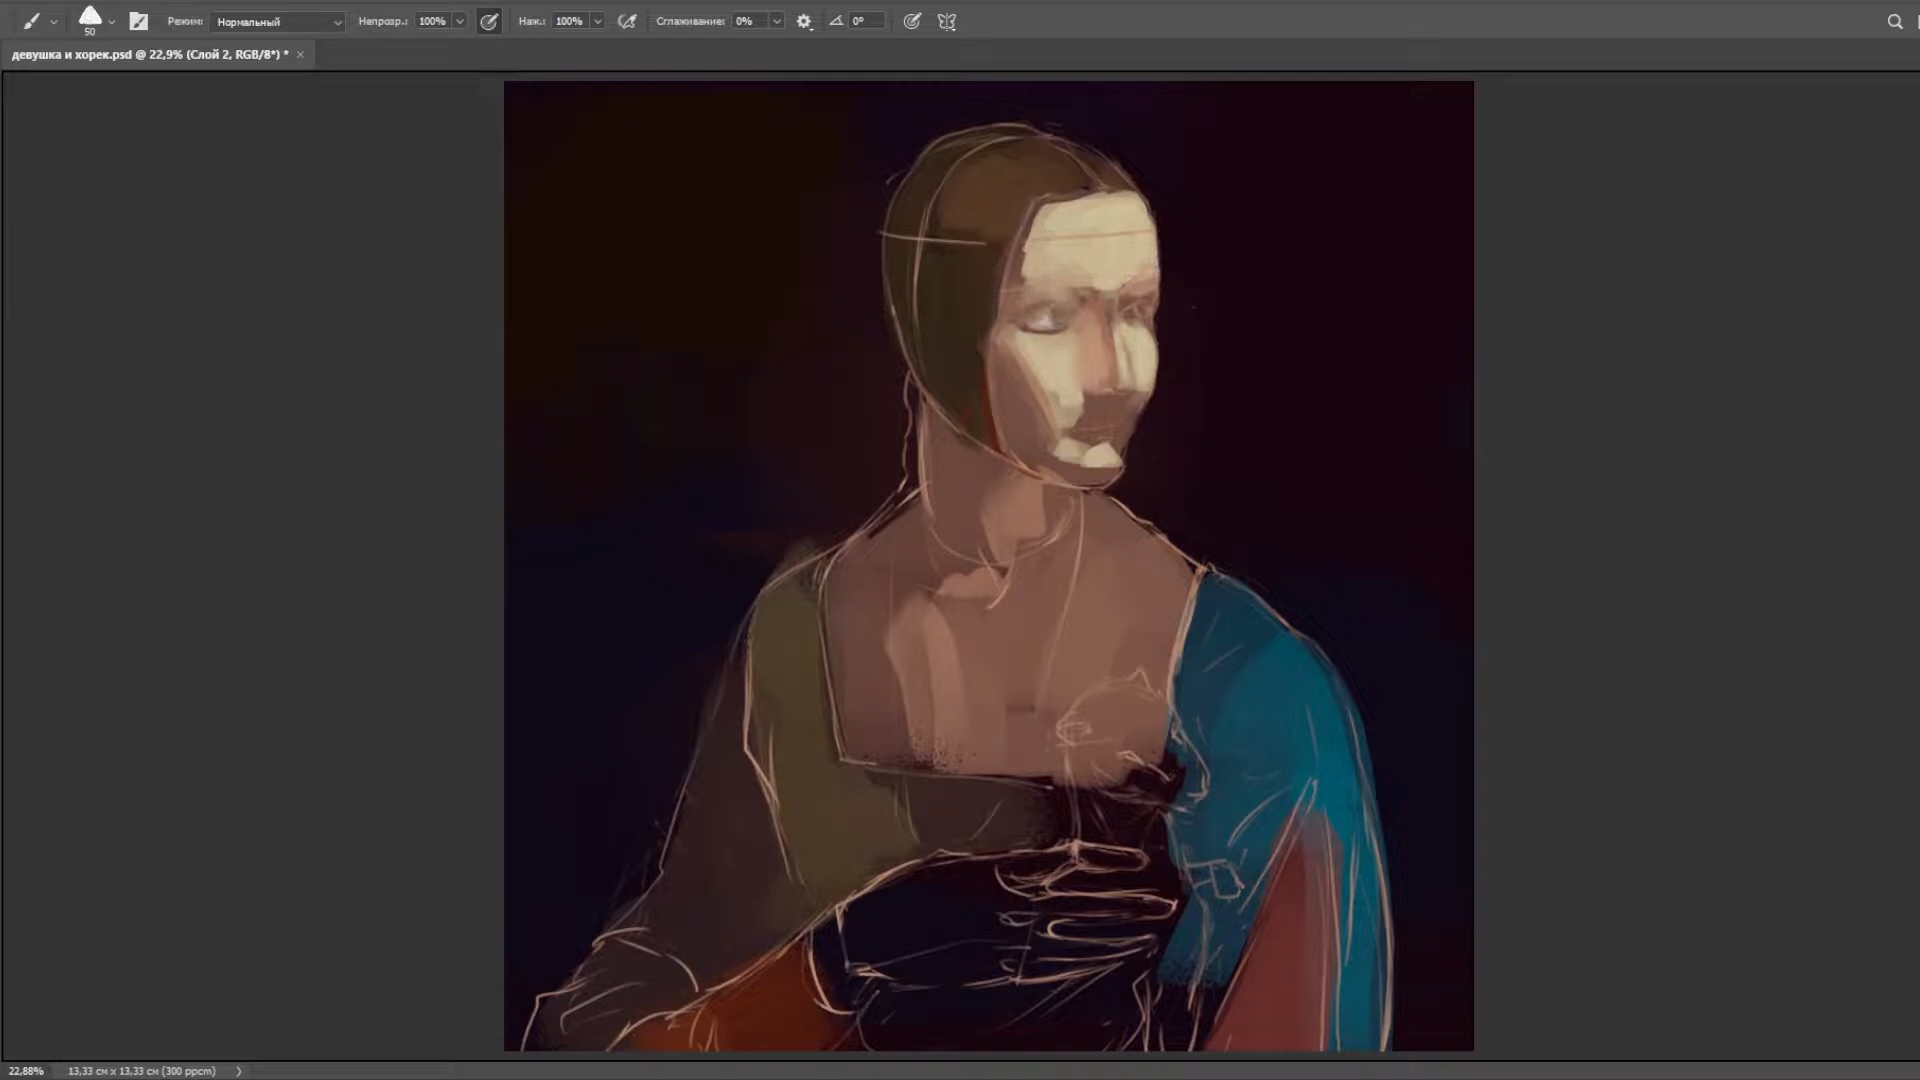 50 Режим: Нормальный Непрозр.: 100% Наж.: 100% Сглаживание: 0% 0°
девушка и хорек.psd @ 22,9% (Слой 2, RGB/8*) * ×
22,88% 13,33 см x 13,33 см (300 ppcm)